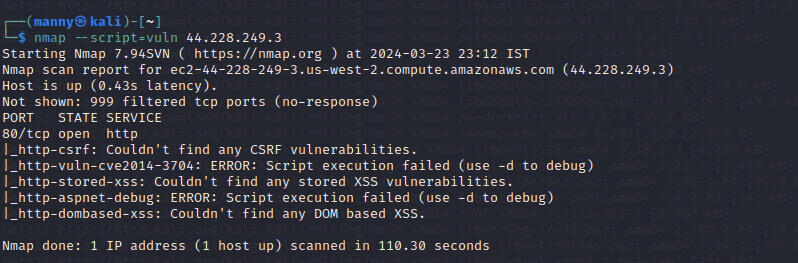 ┌──(manny㉿kali)-[~]
└─$ nmap --script=vuln 44.228.249.3
Starting Nmap 7.94SVN ( https://nmap.org ) at 2024-03-23 23:12 IST
Nmap scan report for ec2-44-228-249-3.us-west-2.compute.amazonaws.com (44.228.249.3)
Host is up (0.43s latency).
Not shown: 999 filtered tcp ports (no-response)
PORT   STATE SERVICE
80/tcp open  http
|_http-csrf: Couldn't find any CSRF vulnerabilities.
|_http-vuln-cve2014-3704: ERROR: Script execution failed (use -d to debug)
|_http-stored-xss: Couldn't find any stored XSS vulnerabilities.
|_http-aspnet-debug: ERROR: Script execution failed (use -d to debug)
|_http-dombased-xss: Couldn't find any DOM based XSS.
Nmap done: 1 IP address (1 host up) scanned in 110.30 seconds